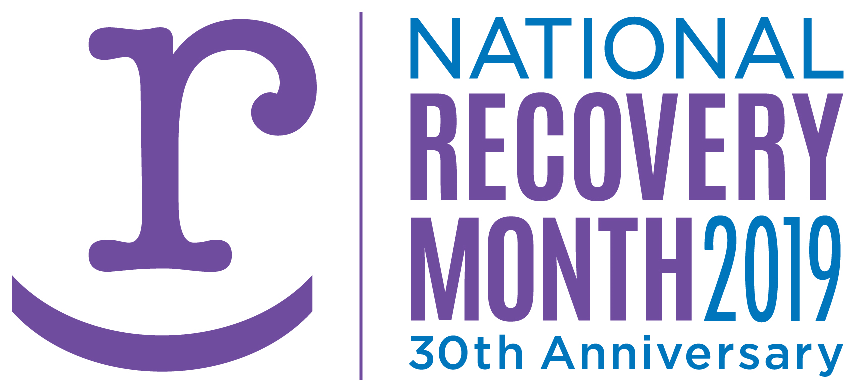 r
NATIONAL
RECOVERY
MONTH2019
30th Anniversary